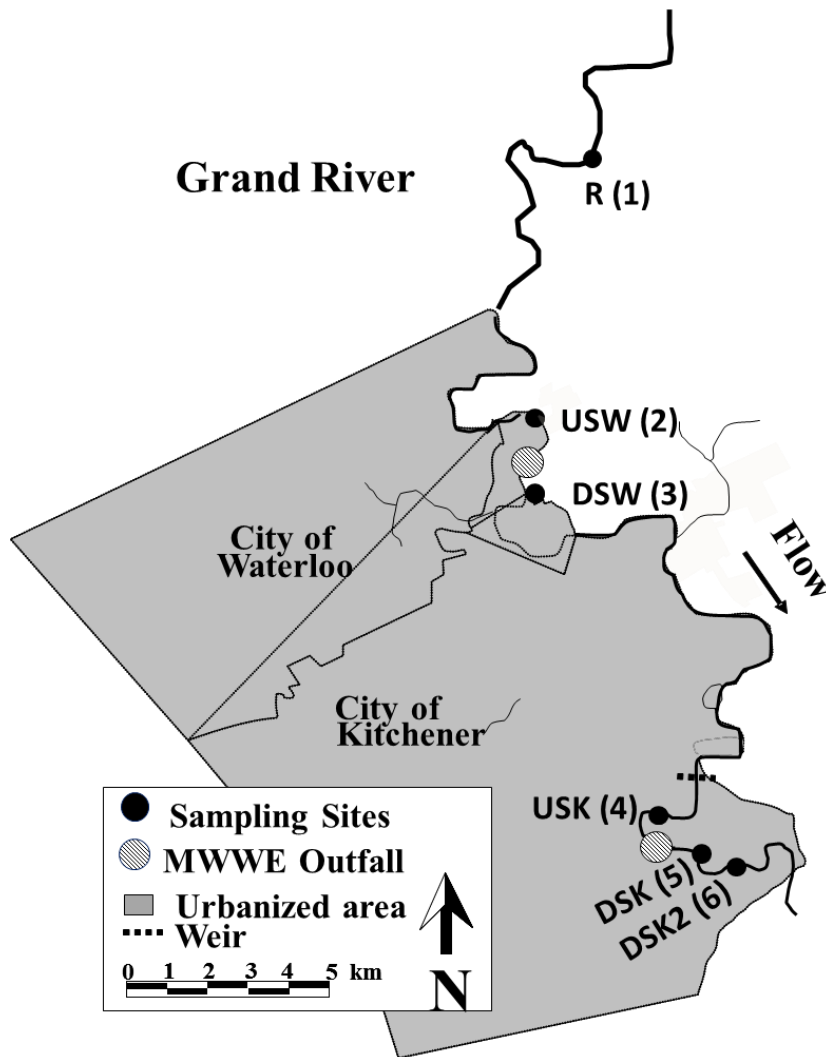 Grand River
R (1)
USW (2)
DSW (3)
City of
Waterloo
Flow
City of
Kitchener
USK (4)
DSK (5)
DSK2 (6)
Sampling Sites
MWWE Outfall
Urbanized area
Weir
0 1 2 3 4 5 km
N